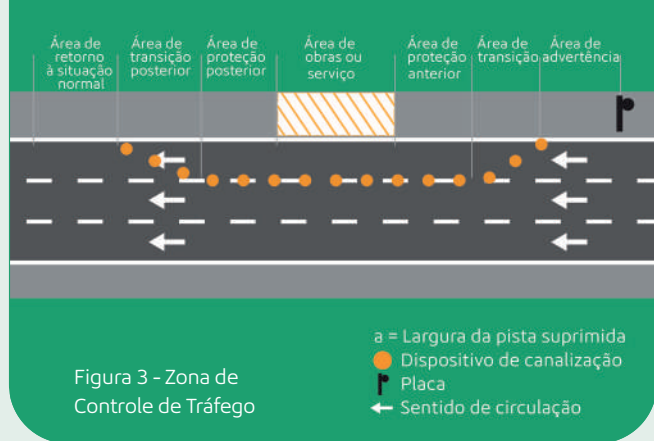 Área de
retorno
à situação
normal
Área de
transição
posterior
Área de
proteção
posterior
Área de
obras ou
serviço
Área de
proteção
anterior
Área de
transição
Área de
advertência
a = Largura da pista suprimida
Dispositivo de canalização
Placa
Sentido de circulação
Figura 3 - Zona de
Controle de Tráfego